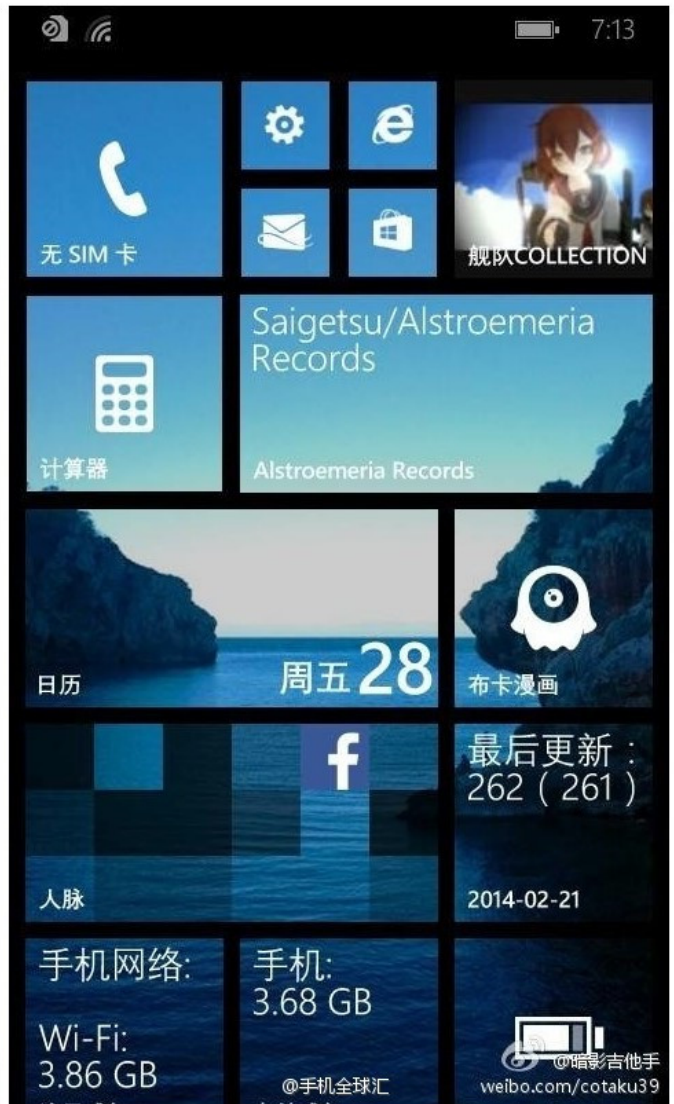 7:13
无 SIM 卡
舰队COLLECTION
计算器
Saigetsu/Alstroemeria
Records
Alstroemeria Records
日历
周五 28
布卡漫画
人脉
最后更新：
262 ( 261 )
2014-02-21
手机网络:
Wi-Fi:
3.86 GB
手机:
3.68 GB
@手机全球汇
@暗影吉他手
weibo.com/cotaku39